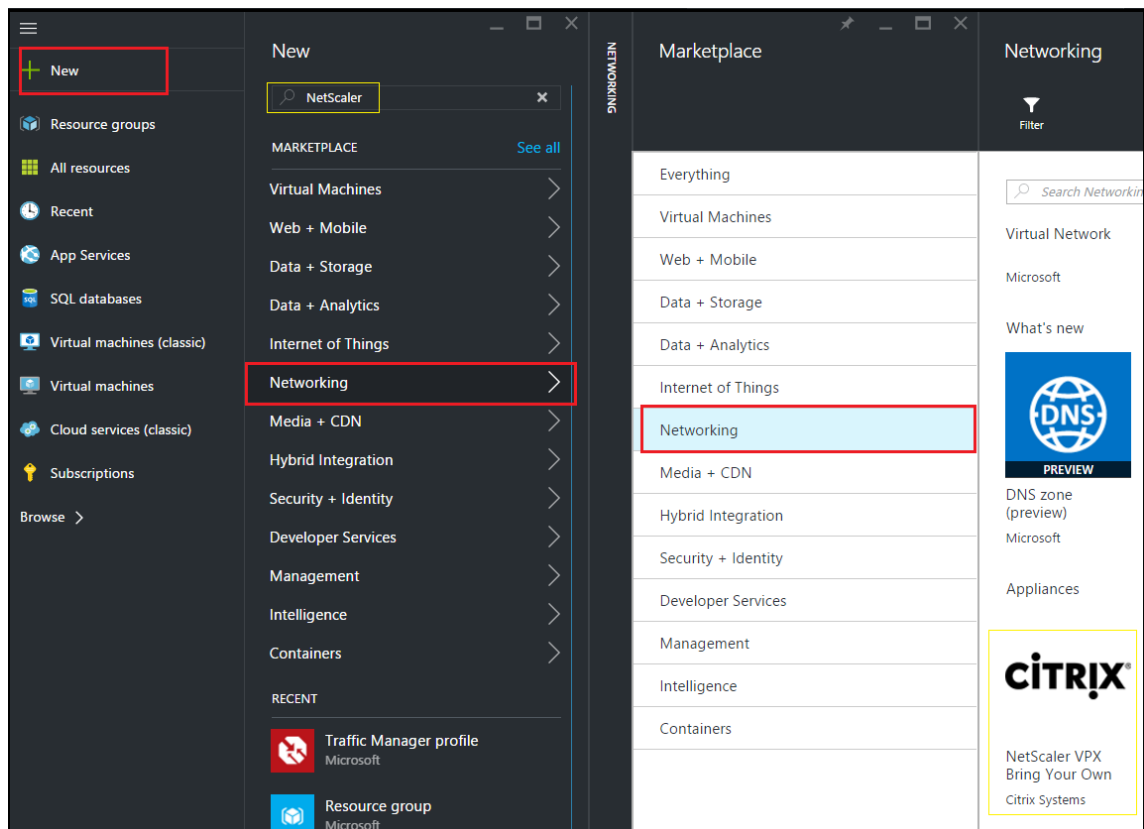 New
Resource groups
All resources
Recent
App Services
SQL
SQL databases
Virtual machines (classic)
Virtual machines
Cloud services (classic)
Subscriptions
Browse
New
NetScaler
MARKETPLACE See all
Virtual Machines
Web + Mobile
Data + Storage
Data + Analytics
Internet of Things
Networking
Media + CDN
Hybrid Integration
Security + Identity
Developer Services
Management
Intelligence
Containers
RECENT
Traffic Manager profile
Microsoft
Resource group
Microsoft
NETWORKING
Marketplace
Everything
Virtual Machines
Web + Mobile
Data + Storage
Data + Analytics
Internet of Things
Networking
Media + CDN
Hybrid Integration
Security + Identity
Developer Services
Management
Intelligence
Containers
Networking
Filter
Search Networkin
Virtual Network
Microsoft
What's new
DNS
PREVIEW
DNS zone
(preview)
Microsoft
Appliances
CİTRIX®
NetScaler VPX
Bring Your Own
Citrix Systems